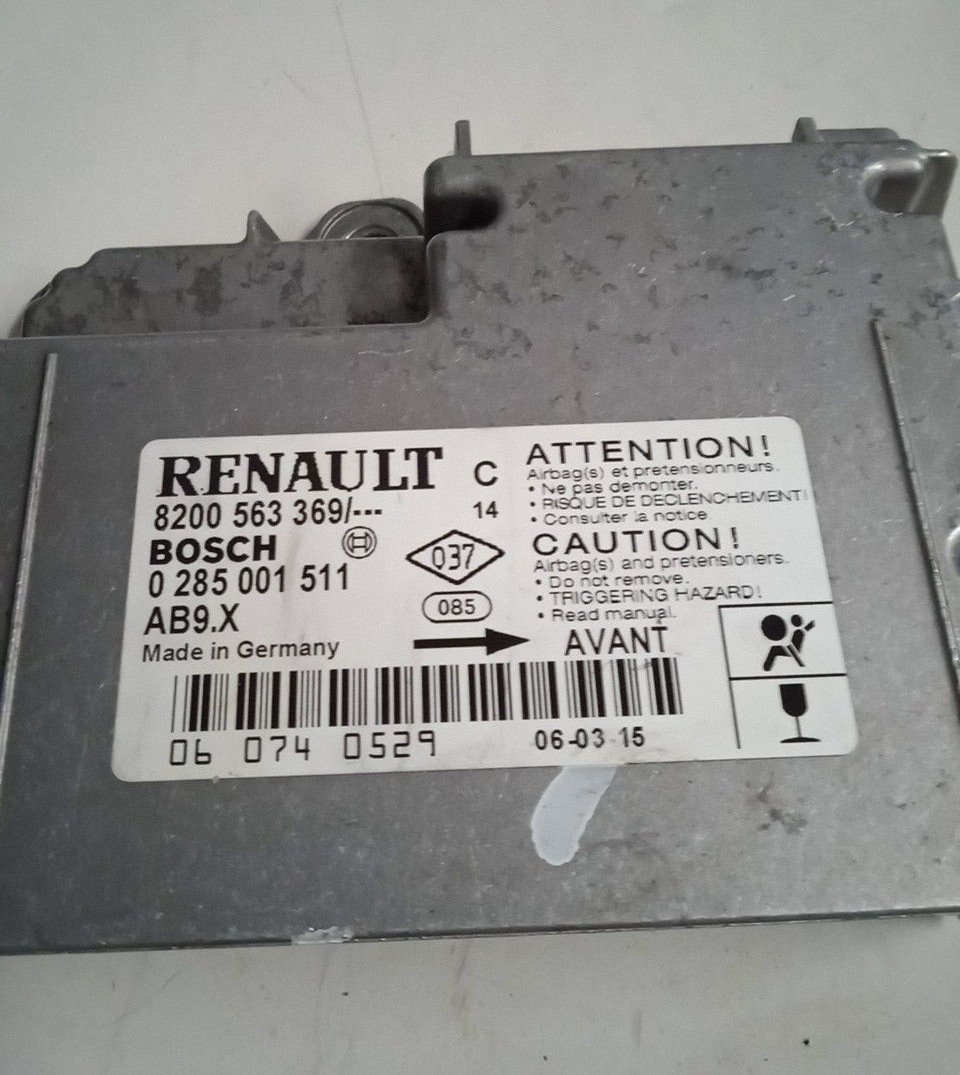 RENAULT C
8200 563 369/--- 14
BOSCH
0 285 001 511
AB9.X
Made in Germany
037
085
ATTENTION!
Airbag(s) et pretensionneurs.
• Ne pas demonter.
• RISQUE DE DECLENCHEMENT!
• Consulter la notice
CAUTION!
Airbag(s) and pretensioners.
• Do not remove.
• TRIGGERING HAZARD!
• Read manual.
AVANT
06 074 0529
06-03-15